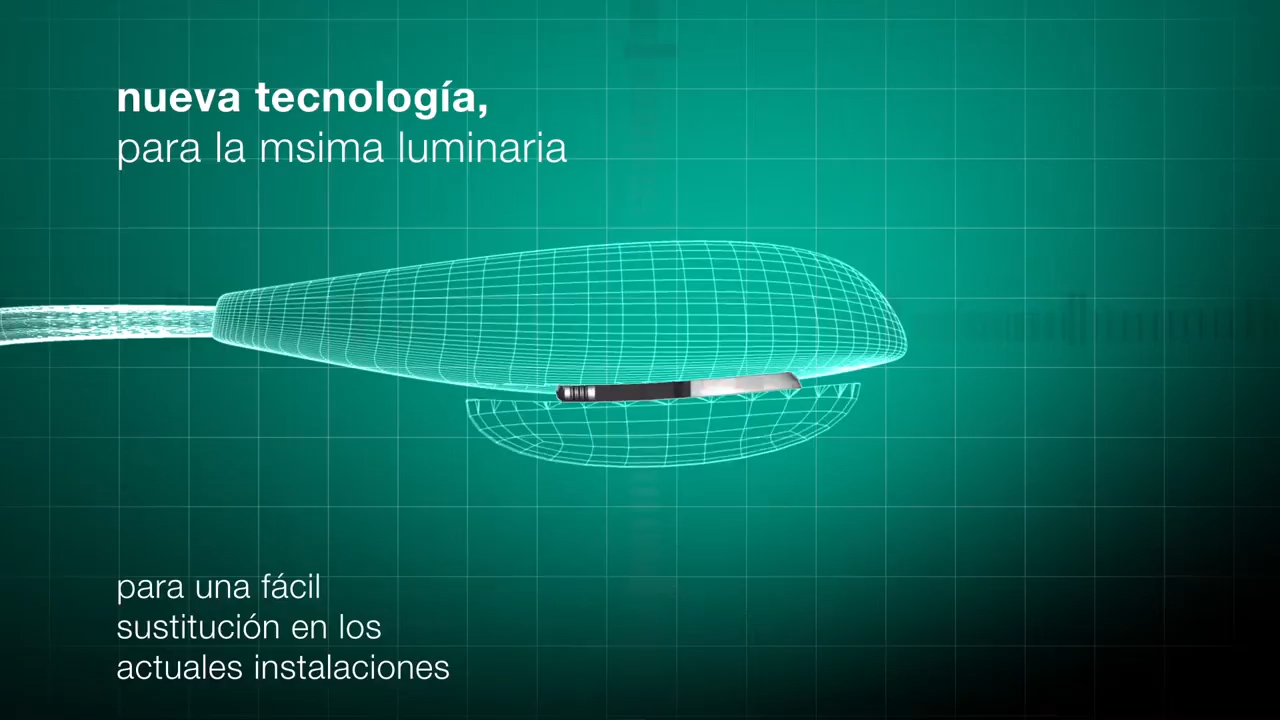 nueva tecnología,
para la msima luminaria
para una fácil
sustitución en los
actuales instalaciones